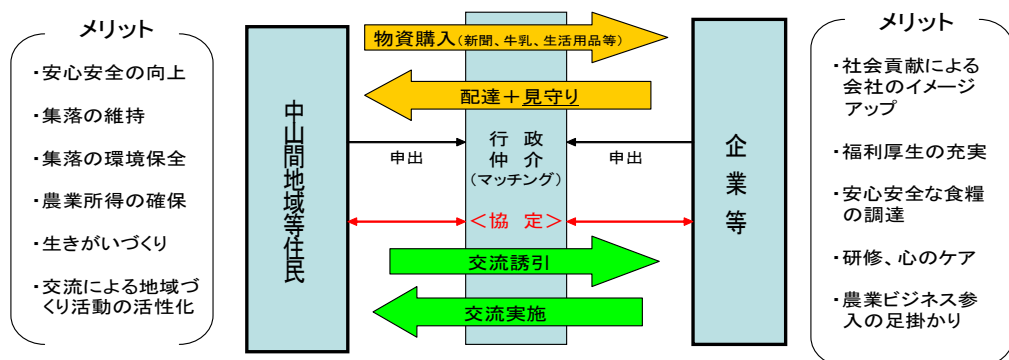 メリット
・安心安全の向上
・集落の維持
・集落の環境保全
・農業所得の確保
・生きがいづくり
・交流による地域づ
くり活動の活性化
中山間地域等住民
物資購入(新聞、牛乳、生活用品等)
配達+見守り
申出
行 政
仲 介
(マッチング)
申出
<協 定>
交流誘引
交流実施
企業等
メリット
・社会貢献による
会社のイメージ
アップ
・福利厚生の充実
・安心安全な食糧
の調達
・研修、心のケア
・農業ビジネス参
入の足掛かり